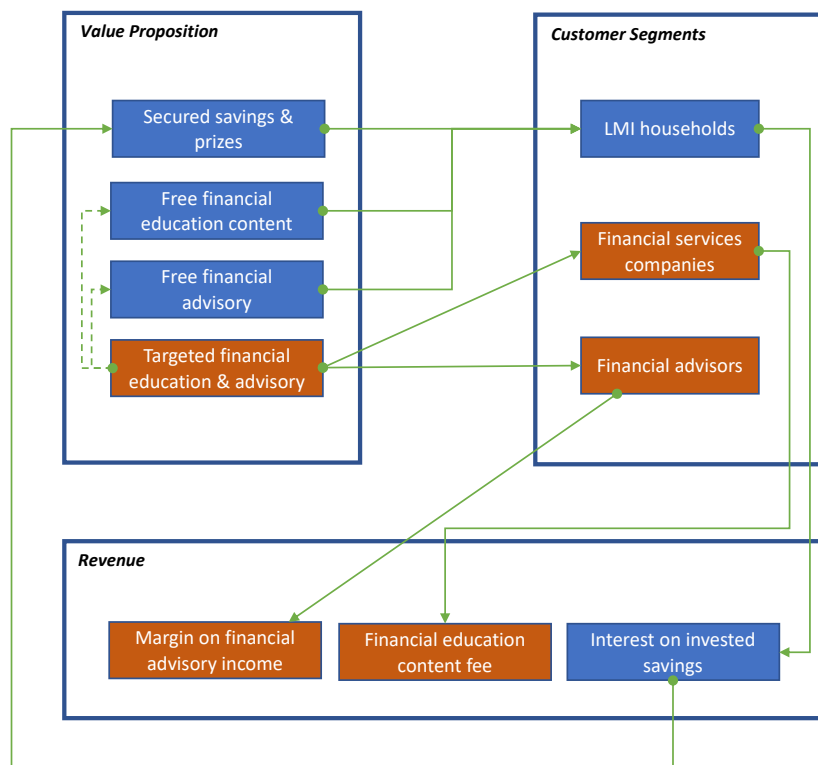 Value Proposition
Secured savings &
prizes
Free financial
education content
Free financial
advisory
Targeted financial
education & advisory
Customer Segments
LMI households
Financial services
companies
Financial advisors
Revenue
Margin on financial
advisory income
Financial education
content fee
Interest on invested
savings